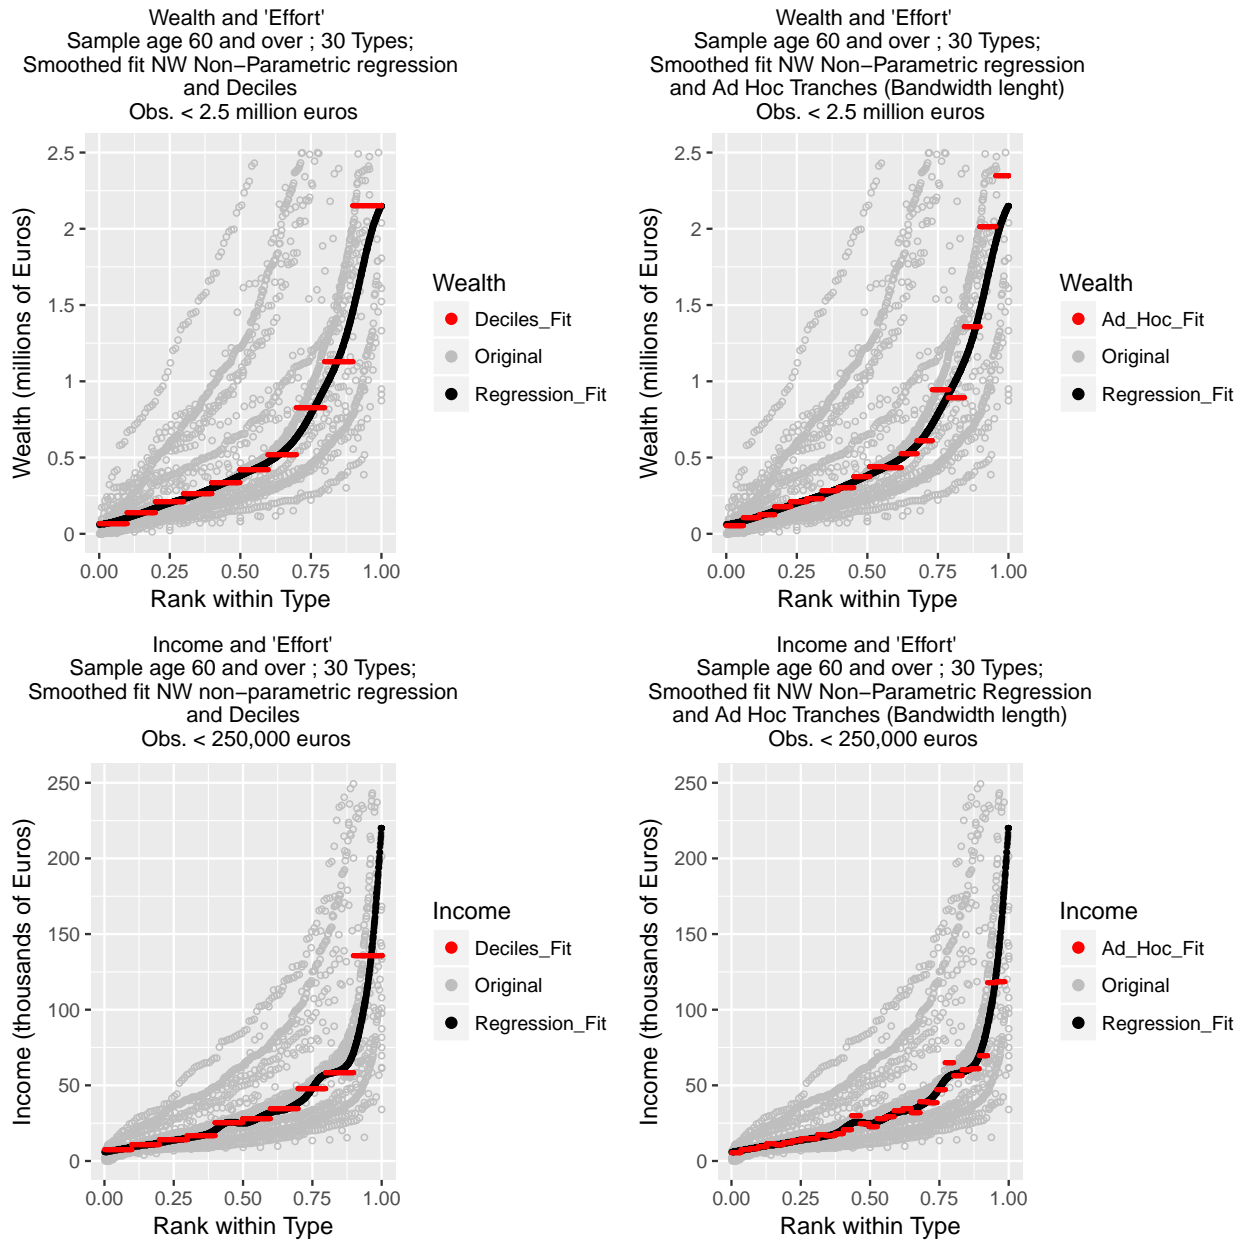 Wealth and 'Effort'
Sample age 60 and over ; 30 Types;
Smoothed fit NW Non−Parametric regression
and Deciles
Obs. < 2.5 million euros
2.5
2
1.5
1
0.5
0
Wealth (millions of Euros)
0.00 0.25 0.50 0.75 1.00
Rank within Type
Wealth
Deciles_Fit
Original
Regression_Fit
Wealth and 'Effort'
Sample age 60 and over ; 30 Types;
Smoothed fit NW Non−Parametric regression
and Ad Hoc Tranches (Bandwidth lenght)
Obs. < 2.5 million euros
2.5
2
1.5
1
0.5
0
Wealth (millions of Euros)
0.00 0.25 0.50 0.75 1.00
Rank within Type
Wealth
Ad_Hoc_Fit
Original
Regression_Fit
Income and 'Effort'
Sample age 60 and over ; 30 Types;
Smoothed fit NW non−parametric regression
and Deciles
Obs. < 250,000 euros
250
200
150
100
50
0
Income (thousands of Euros)
0.00 0.25 0.50 0.75 1.00
Rank within Type
Income
Deciles_Fit
Original
Regression_Fit
Income and 'Effort'
Sample age 60 and over ; 30 Types;
Smoothed fit NW Non−Parametric Regression
and Ad Hoc Tranches (Bandwidth length)
Obs. < 250,000 euros
250
200
150
100
50
0
Income (thousands of Euros)
0.00 0.25 0.50 0.75 1.00
Rank within Type
Income
Ad_Hoc_Fit
Original
Regression_Fit